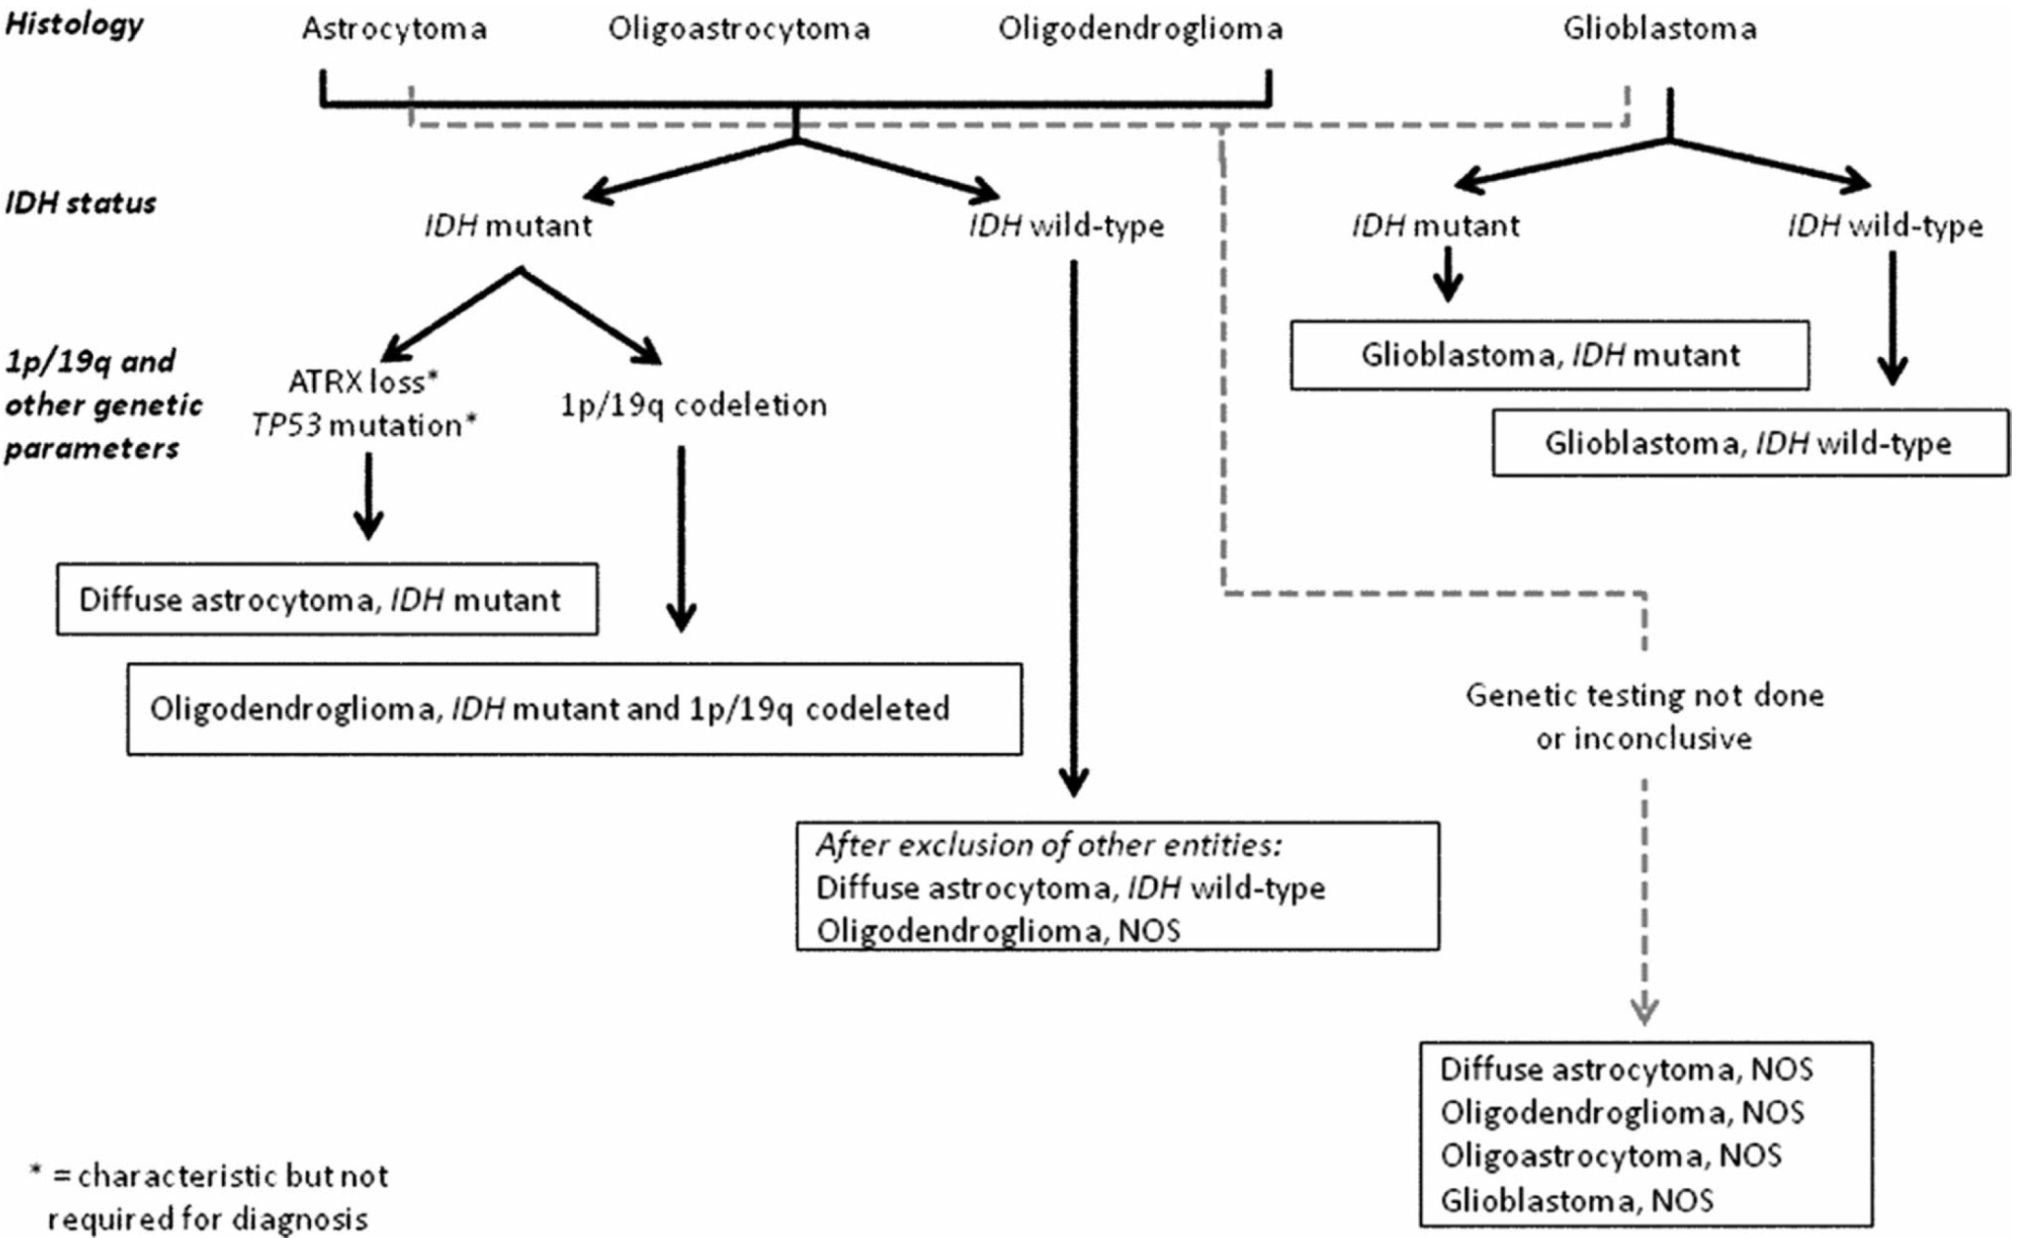 Histology
Astrocytoma
Oligoastrocytoma
Oligodendroglioma
Glioblastoma
IDH status
IDH mutant
IDH wild-type
IDH mutant
IDH wild-type
1p/19q and
other genetic
parameters
ATRX loss*
TP53 mutation*
1p/19q codeletion
Glioblastoma, IDH mutant
Glioblastoma, IDH wild-type
Diffuse astrocytoma, IDH mutant
Oligodendroglioma, IDH mutant and 1p/19q codeleted
Genetic testing not done
or inconclusive
After exclusion of other entities:
Diffuse astrocytoma, IDH wild-type
Oligodendroglioma, NOS
Diffuse astrocytoma, NOS
Oligodendroglioma, NOS
Oligoastrocytoma, NOS
Glioblastoma, NOS
* = characteristic but not
required for diagnosis